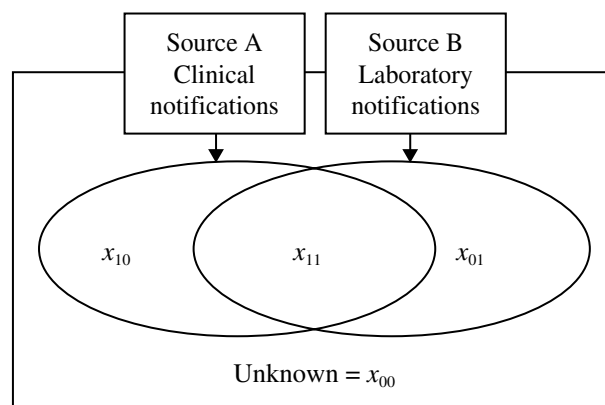 Source A
Clinical
notifications
Source B
Laboratory
notifications
x₁₀
x₁₁
x₀₁
Unknown = x₀₀